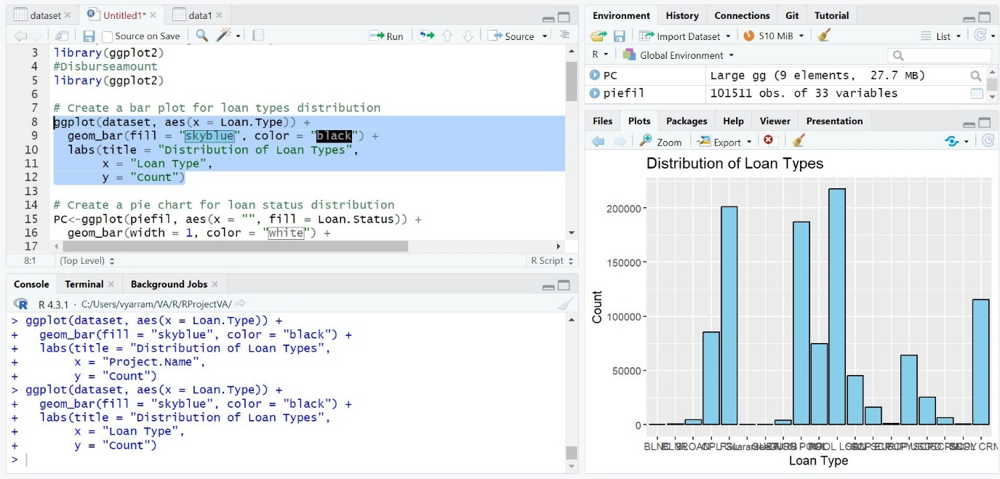 dataset Untitled1* data1
Source on Save Run Source
3 library(ggplot2)
4 #Disburseamount
5 library(ggplot2)
6
7 # Create a bar plot for loan types distribution
8 ggplot(dataset, aes(x = Loan.Type)) +
9 geom_bar(fill = "skyblue", color = "black") +
10 labs(title = "Distribution of Loan Types",
11 x = "Loan Type",
12 y = "Count")
13
14 # Create a pie chart for loan status distribution
15 PC<-ggplot(piefil, aes(x = "", fill = Loan.Status)) +
16 geom_bar(width = 1, color = "white") +
17
8:1 (Top Level) R Script
Console Terminal Background Jobs
R 4.3.1 · C:/Users/vyarram/VA/R/RProjectVA/
> ggplot(dataset, aes(x = Loan.Type)) +
+ geom_bar(fill = "skyblue", color = "black") +
+ labs(title = "Distribution of Loan Types",
+ x = "Project.Name",
+ y = "Count")
> ggplot(dataset, aes(x = Loan.Type)) +
+ geom_bar(fill = "skyblue", color = "black") +
+ labs(title = "Distribution of Loan Types",
+ x = "Loan Type",
+ y = "Count")
>
Environment History Connections Git Tutorial
Import Dataset 510 MiB List
R Global Environment
PC Large gg (9 elements, 27.7 MB)
piefil 101511 obs. of 33 variables
Files Plots Packages Help Viewer Presentation
Zoom Export
Distribution of Loan Types
200000
150000
100000
50000
0
Count
Loan Type